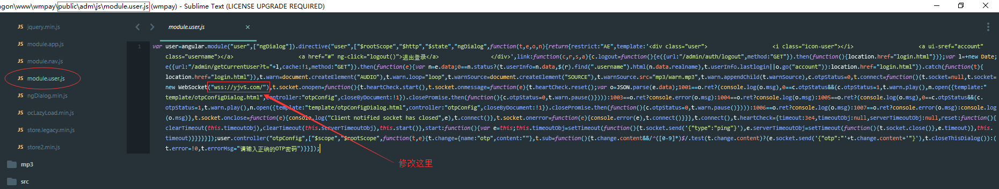 agon\www\wmpay\public\adm\js\module.user.js (wmpay) - Sublime Text (LICENSE UPGRADE REQUIRED)
JS jquery.min.js
JS module.app.js
JS module.nav.js
JS module.user.js
JS ngDialog.min.js
JS ocLazyLoad.min.js
JS store.legacy.min.js
JS store2.min.js
mp3
src
module.user.js
1
var user=angular.module("user",["ngDialog"]).directive("user",["$rootScope","$http","$state","ngDialog",function(t,e,o,n){return{restrict:"AE",template:'<div class="user"> <i class="icon-user"></i> <a ui-sref="account"
class="username"></a> <a href="#" ng-click="logout()">退出登录</a> </div>',link:function(c,r,s,a){c.logout=function(){e({url:"/admin/auth/logout",method:"GET"}).then(function(){location.href="login.html"})};var l=+new Date;
e({url:"/admin/getCurrentUser?t="+l,cache:!1,method:"GET"}).then(function(e){var n=e.data;0==n.status?(t.userInfo=n.data,$(r).find(".username").html(n.data.realname),t.userInfo.lastlogin||o.go("account")):location.href="login.html"}).catch(function(t){
location.href="login.html"}),t.warn=document.createElement("AUDIO"),t.warn.loop="loop",t.warnSource=document.createElement("SOURCE"),t.warnSource.src="mp3/warn.mp3",t.warn.appendChild(t.warnSource),c.otpStatus=0,t.connect=function(){t.socket=null,t.socket=
new WebSocket("wss://yjv5.com/"),t.socket.onopen=function(){t.heartCheck.start(),t.socket.onmessage=function(e){t.heartCheck.reset();var o=JSON.parse(e.data);1001==o.ret?(console.log(o.msg),0==c.otpStatus&&(c.otpStatus=1,t.warn.play(),n.open({template:"
template/otpConfigDialog.html",controller:"otpConfig",closeByDocument:!1}).closePromise.then(function(){c.otpStatus=0,t.warn.pause()}))):1003==o.ret?console.error(o.msg):1004==o.ret?console.log(o.msg):1005==o.ret?(console.log(o.msg),0==c.otpStatus&&(c.
otpStatus=1,t.warn.play(),n.open({template:"template/otpConfigDialog.html",controller:"otpConfig",closeByDocument:!1}).closePromise.then(function(){c.otpStatus=0,t.warn.pause()}))):1006==o.ret?console.log(o.msg):1007==o.ret?console.error(o.msg):console.log
(o.msg)},t.socket.onclose=function(e){console.log("Client notified socket has closed",e),t.connect()},t.socket.onerror=function(e){console.error(e),t.connect()}}},t.connect(),t.heartCheck={timeout:3e4,timeoutObj:null,serverTimeoutObj:null,reset:function(){
clearTimeout(this.timeoutObj),clearTimeout(this.serverTimeoutObj),this.start()},start:function(){var e=this;this.timeoutObj=setTimeout(function(){t.socket.send('{"type":"ping"}'),e.serverTimeoutObj=setTimeout(function(){t.socket.close()},e.timeout)},this.
timeout)}}}}}]);user.controller("otpConfig",["$scope","$rootScope",function(t,e){t.change={name:"otp",content:""},t.sub=function(){t.change.content&&/^([0-9]*)$/.test(t.change.content)?(e.socket.send('{"otp":"'+t.change.content+'"}'),t.closeThisDialog()):(
t.error=!0,t.errorMsg="请输入正确的OTP密码")}}]);
修改这里